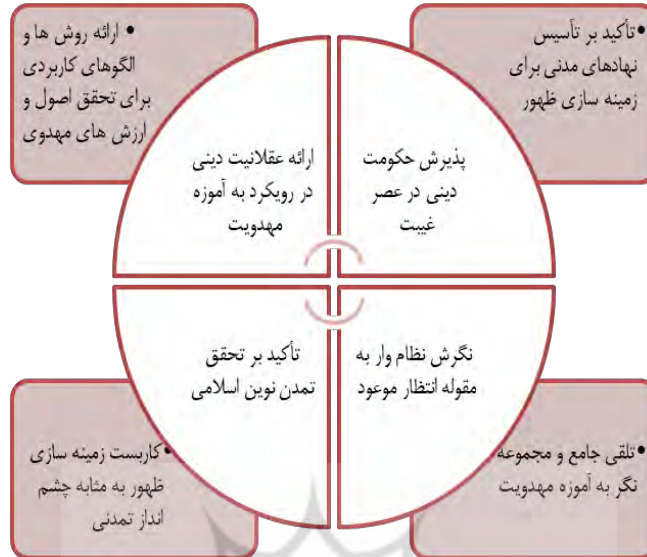 •تأکید بر تأسیس
نهادهای مدنی برای
زمینه سازی ظهور
پذیرش حکومت
دینی در عصر
غیبت
• ارائه روش ها و
الگوهای کاربردی
برای تحقق اصول و
ارزش های مهدوی
ارائه عقلانیت دینی
در رویکرد به آموزه
مهدویت
نگرش نظام وار به
مقوله انتظار موعود
•تلقی جامع و مجموعه
نگر به آموزه مهدویت
تأکید بر تحقق
تمدن نوین اسلامی
•کاربست زمینه سازی
ظهور به مثابه چشم
انداز تمدنی